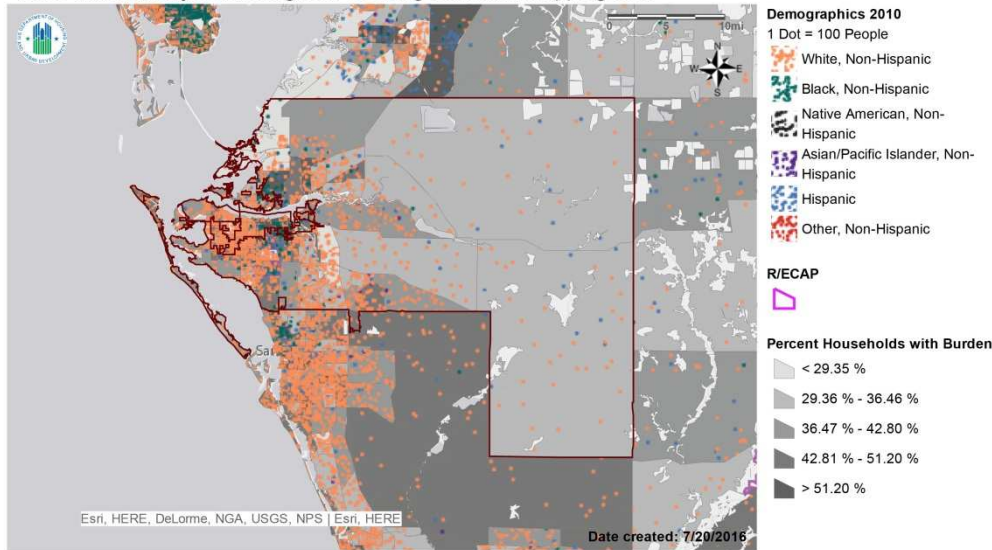 0 5 10mi
N
W E
S
Sar
Esri, HERE, DeLorme, NGA, USGS, NPS | Esri, HERE
Date created: 7/20/2016
Demographics 2010
1 Dot = 100 People
White, Non-Hispanic
Black, Non-Hispanic
Native American, Non-
Hispanic
Asian/Pacific Islander, Non-
Hispanic
Hispanic
Other, Non-Hispanic
R/ECAP
Percent Households with Burden
< 29.35 %
29.36 % - 36.46 %
36.47 % - 42.80 %
42.81 % - 51.20 %
> 51.20 %